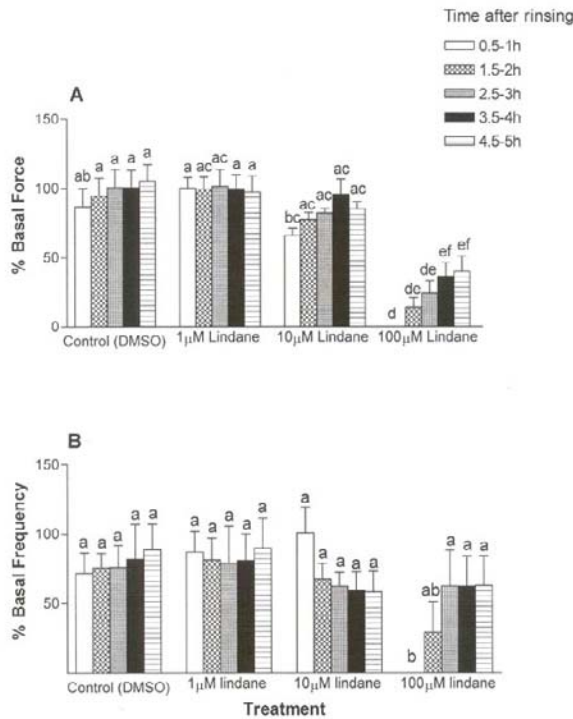 Time after rinsing
0.5-1h
1.5-2h
2.5-3h
3.5-4h
4.5-5h
A
150
100
50
0
% Basal Force
ab a a a a
a ac ac a a
bc ac ac ac ac
d de de ef ef
Control (DMSO) 1µM Lindane 10µM Lindane 100µM Lindane
B
150
100
50
% Basal Frequency
a a a a a
a a a a a
a a a a a
b ab a a a
Control (DMSO) 1µM lindane 10µM lindane 100µM lindane
Treatment